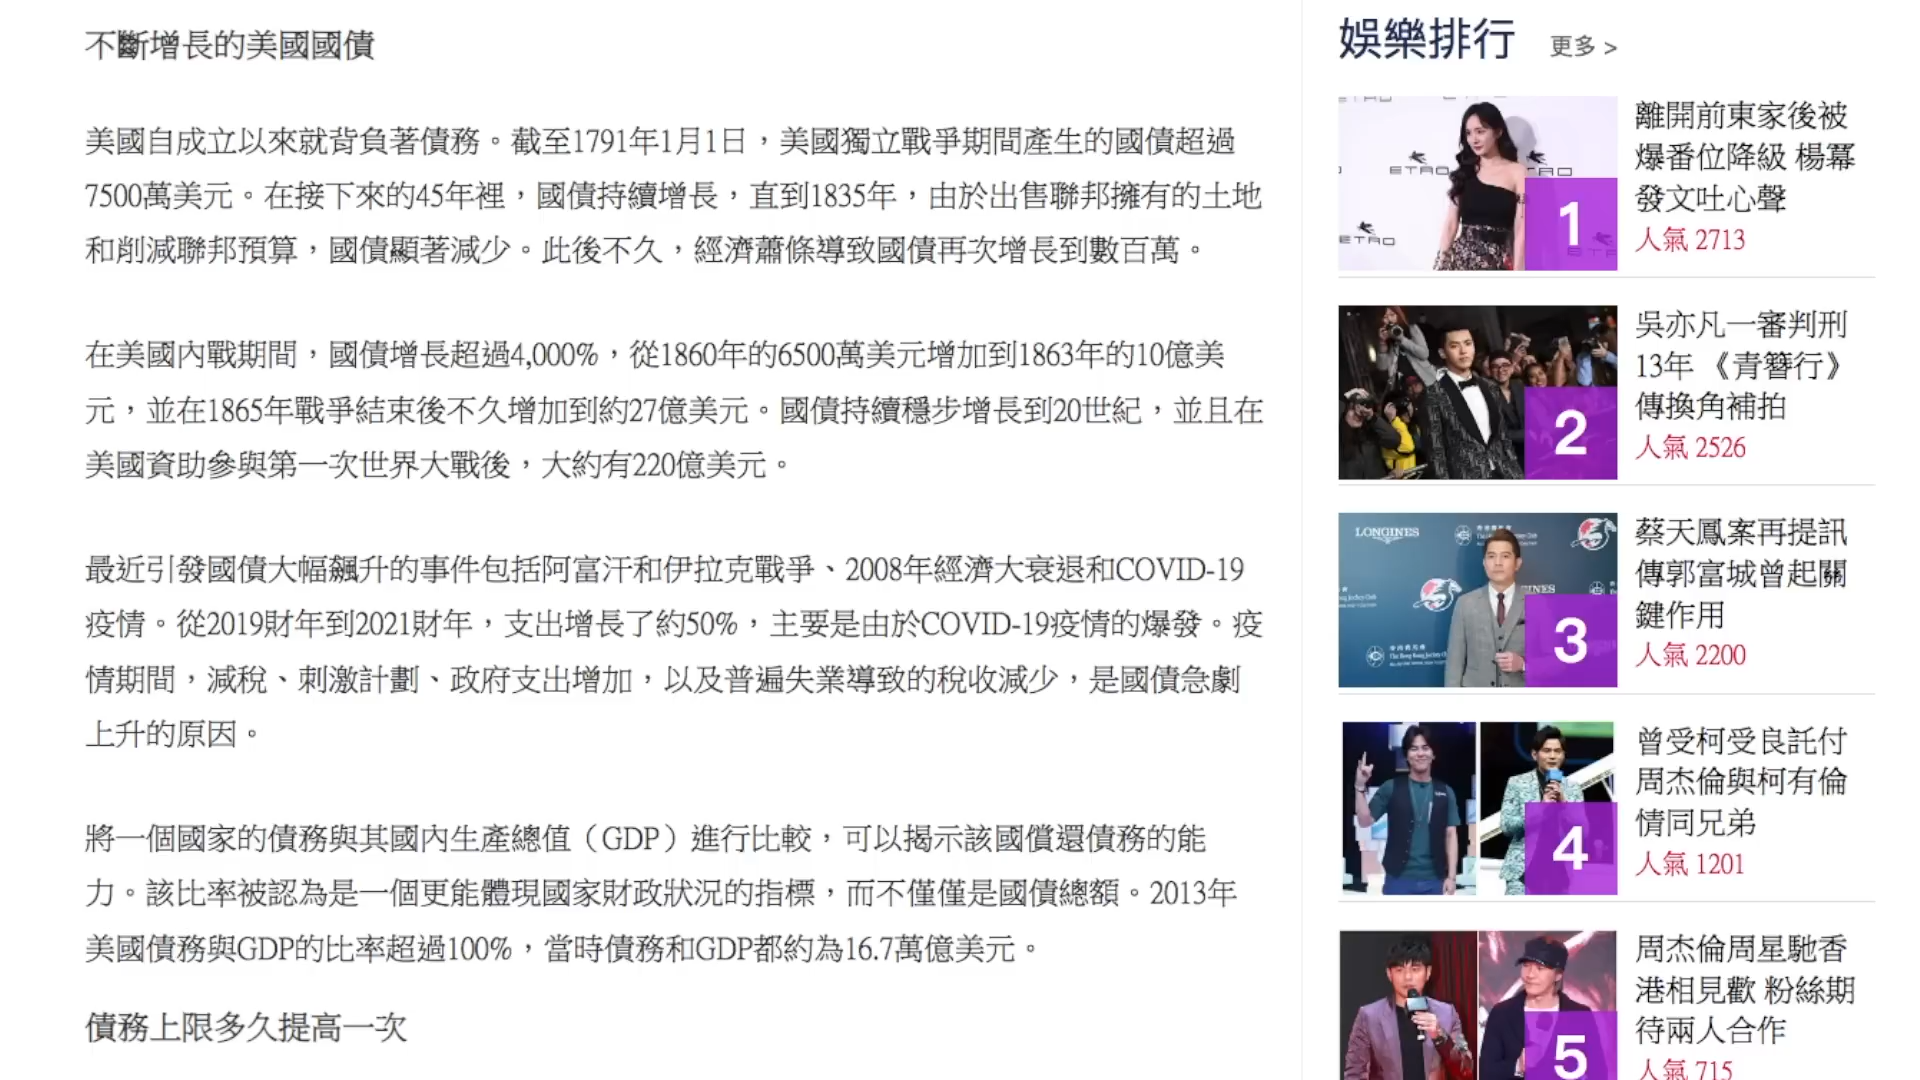 不斷增長的美國國債
美國自成立以來就背負著債務。截至1791年1月1日，美國獨立戰爭期間產生的國債超過
7500萬美元。在接下來的45年裡，國債持續增長，直到1835年，由於出售聯邦擁有的土地
和削減聯邦預算，國債顯著減少。此後不久，經濟蕭條導致國債再次增長到數百萬。
在美國內戰期間，國債增長超過4,000%，從1860年的6500萬美元增加到1863年的10億美
元，並在1865年戰爭結束後不久增加到約27億美元。國債持續穩步增長到20世紀，並且在
美國資助參與第一次世界大戰後，大約有220億美元。
最近引發國債大幅飆升的事件包括阿富汗和伊拉克戰爭、2008年經濟大衰退和COVID-19
疫情。從2019財年到2021財年，支出增長了約50%，主要是由於COVID-19疫情的爆發。疫
情期間，減稅、刺激計劃、政府支出增加，以及普遍失業導致的稅收減少，是國債急劇
上升的原因。
將一個國家的債務與其國內生產總值（GDP）進行比較，可以揭示該國償還債務的能
力。該比率被認為是一個更能體現國家財政狀況的指標，而不僅僅是國債總額。2013年
美國債務與GDP的比率超過100%，當時債務和GDP都約為16.7萬億美元。
債務上限多久提高一次
娛樂排行 更多 >
ETRO
ETRO
ETRO
1
離開前東家後被
爆番位降級 楊冪
發文吐心聲
人氣 2713
2
吳亦凡一審判刑
13年 《青簪行》
傳換角補拍
人氣 2526
LONGINES
3
蔡天鳳案再提訊
傳郭富城曾起關
鍵作用
人氣 2200
4
曾受柯受良託付
周杰倫與柯有倫
情同兄弟
人氣 1201
5
周杰倫周星馳香
港相見歡 粉絲期
待兩人合作
人氣 715